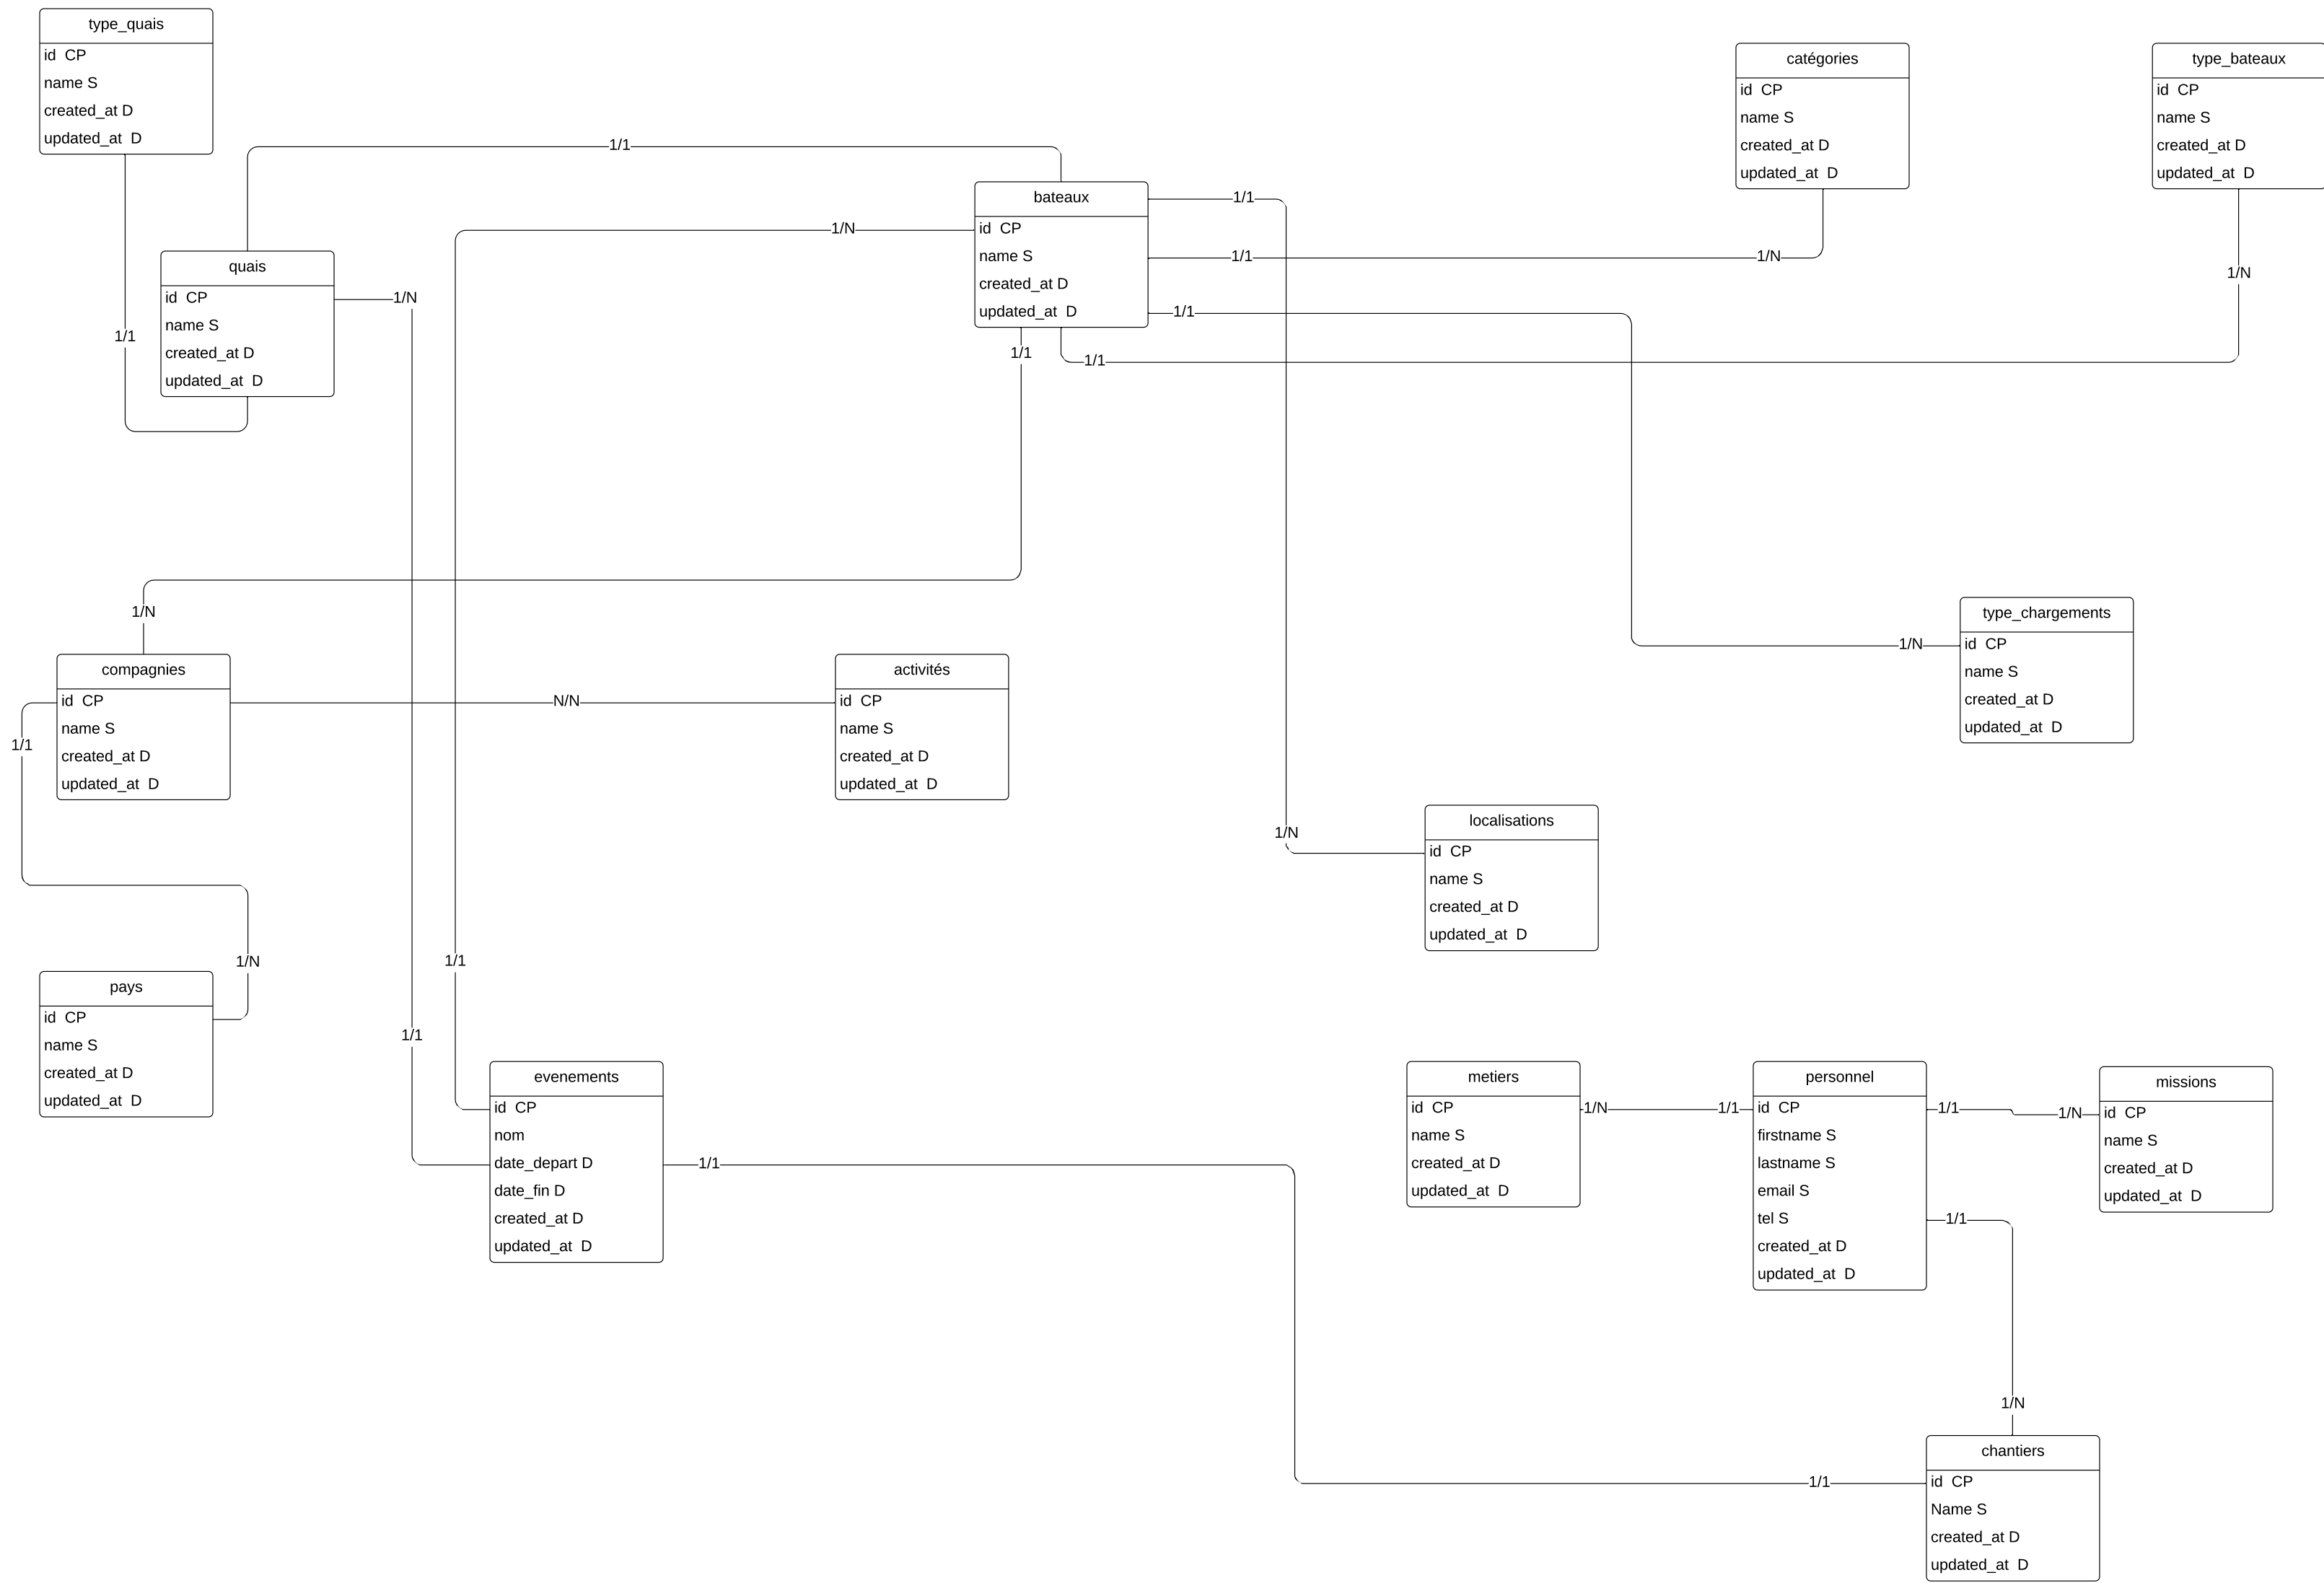 type_quais
id  CP
name S
created_at D
updated_at  D
catégories
id  CP
name S
created_at D
updated_at  D
type_bateaux
id  CP
name S
created_at D
updated_at  D
1/1
bateaux
id  CP
name S
created_at D
updated_at  D
1/1
1/N
1/1
1/N
1/N
1/1
1/1
1/1
quais
id  CP
name S
created_at D
updated_at  D
1/N
1/1
1/N
type_chargements
id  CP
name S
created_at D
updated_at  D
1/N
compagnies
id  CP
name S
created_at D
updated_at  D
1/1
N/N
activités
id  CP
name S
created_at D
updated_at  D
1/N
localisations
id  CP
name S
created_at D
updated_at  D
1/N
1/1
1/1
pays
id  CP
name S
created_at D
updated_at  D
evenements
id  CP
nom
date_depart D
date_fin D
created_at D
updated_at  D
1/1
metiers
id  CP
name S
created_at D
updated_at  D
1/N
1/1
personnel
id  CP
firstname S
lastname S
email S
tel S
created_at D
updated_at  D
1/1
1/N
missions
id  CP
name S
created_at D
updated_at  D
1/1
1/N
1/1
chantiers
id  CP
Name S
created_at D
updated_at  D